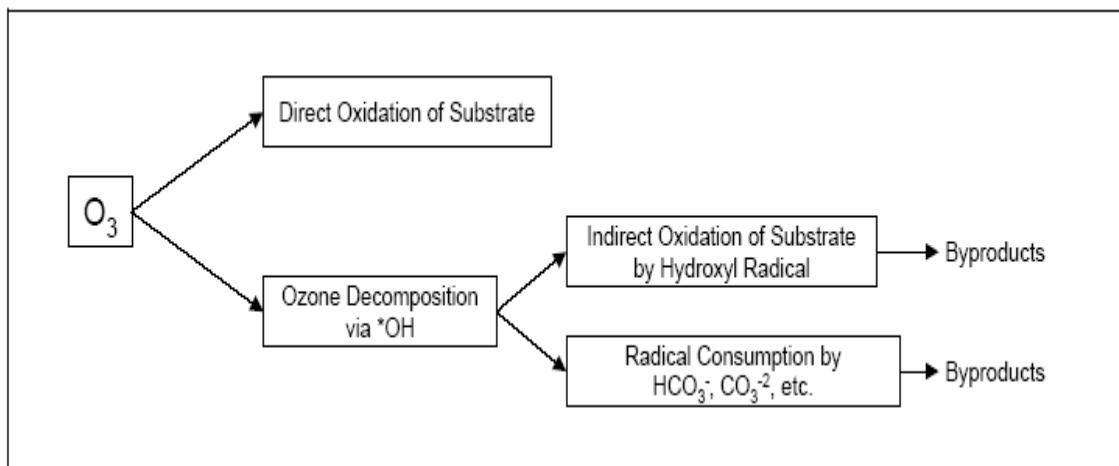 Direct Oxidation of Substrate
O₃
Indirect Oxidation of Substrate
by Hydroxyl Radical
Byproducts
Ozone Decomposition
via *OH
Radical Consumption by
HCO₃⁻, CO₃⁻², etc.
Byproducts